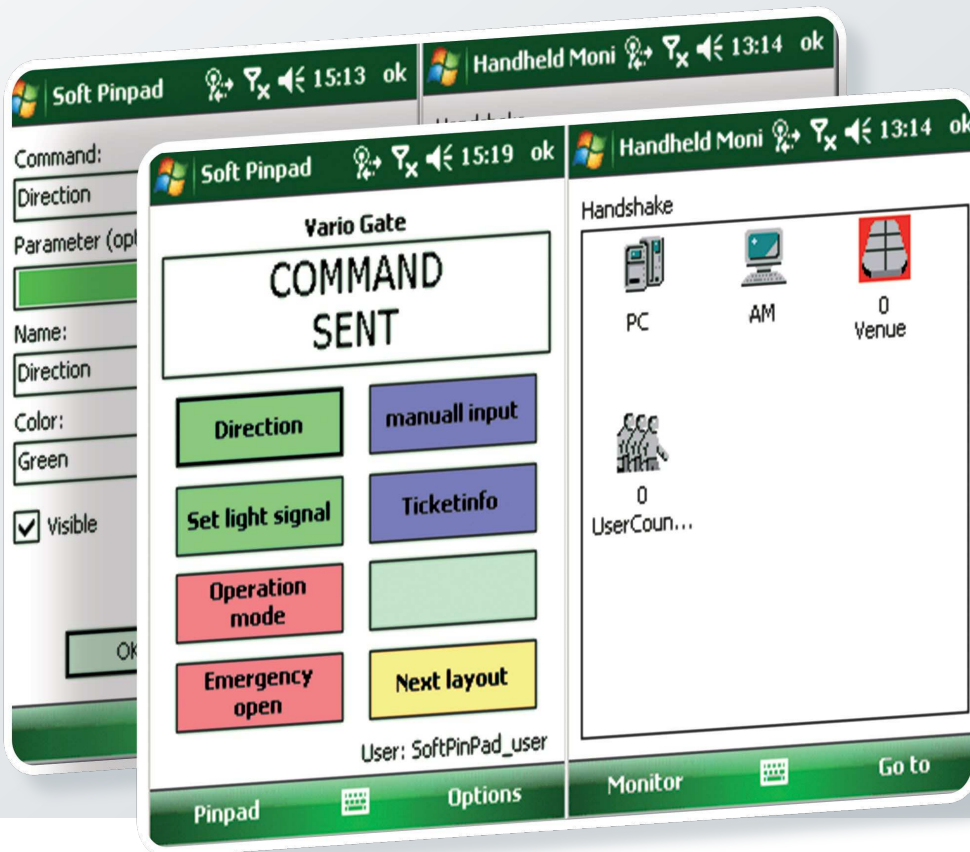 Soft Pinpad 15:13 ok
Handheld Moni 13:14 ok
Command:
Direction
Parameter (opt
Name:
Direction
Color:
Green
Visible
OK
Soft Pinpad 15:19 ok
Vario Gate
COMMAND
SENT
Direction
manuall input
Set light signal
Ticketinfo
Operation
mode
Emergency
open
Next layout
User: SoftPinPad_user
Pinpad
Options
Handheld Moni 13:14 ok
Handshake
PC
AM
0
Venue
0
UserCoun...
Monitor
Go to